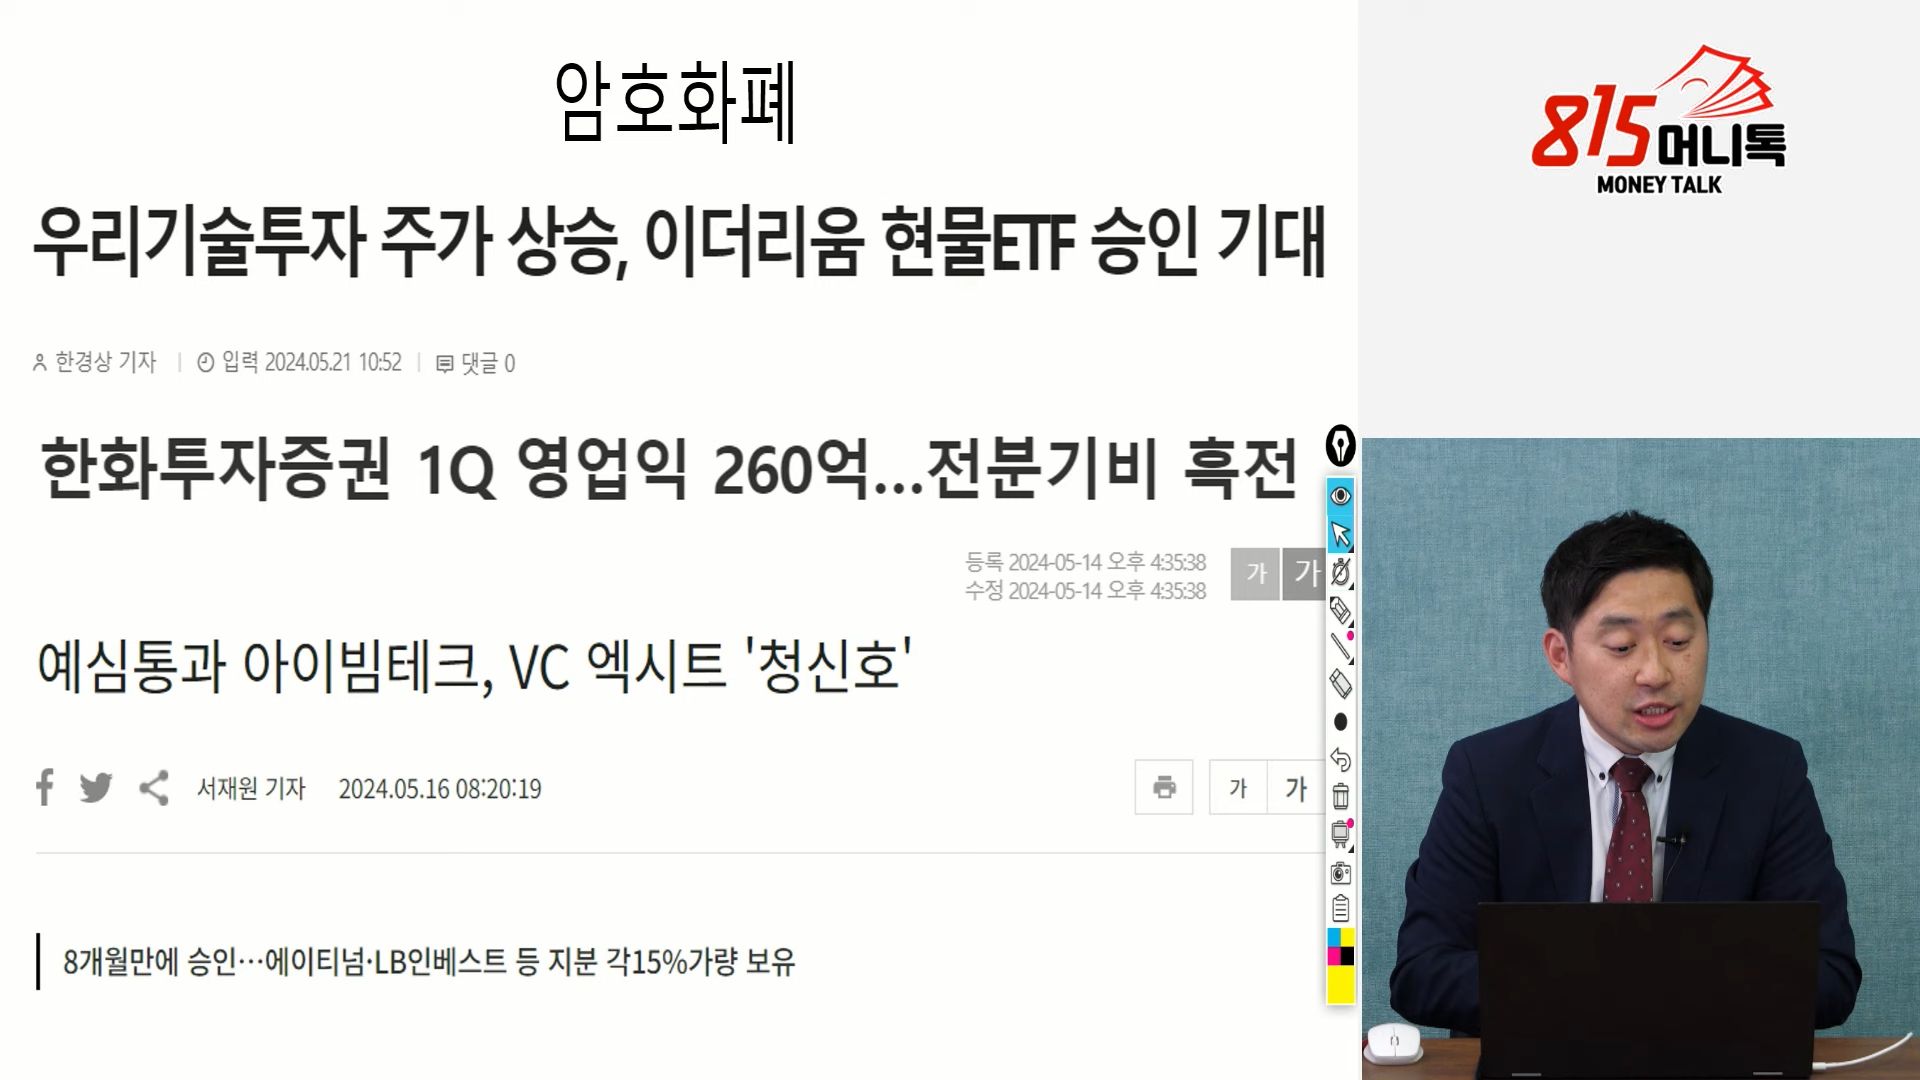 암호화폐
815머니톡
MONEY TALK
우리기술투자 주가 상승, 이더리움 현물ETF 승인 기대
한경상 기자 입력 2024.05.21 10:52 댓글 0
한화투자증권 1Q 영업익 260억...전분기비 흑전
등록 2024-05-14 오후 4:35:38
수정 2024-05-14 오후 4:35:38
가 가
예심통과 아이빔테크, VC 엑시트 '청신호'
서재원 기자 2024.05.16 08:20:19
가 가
8개월만에 승인…에이티넘·LB인베스트 등 지분 각15%가량 보유